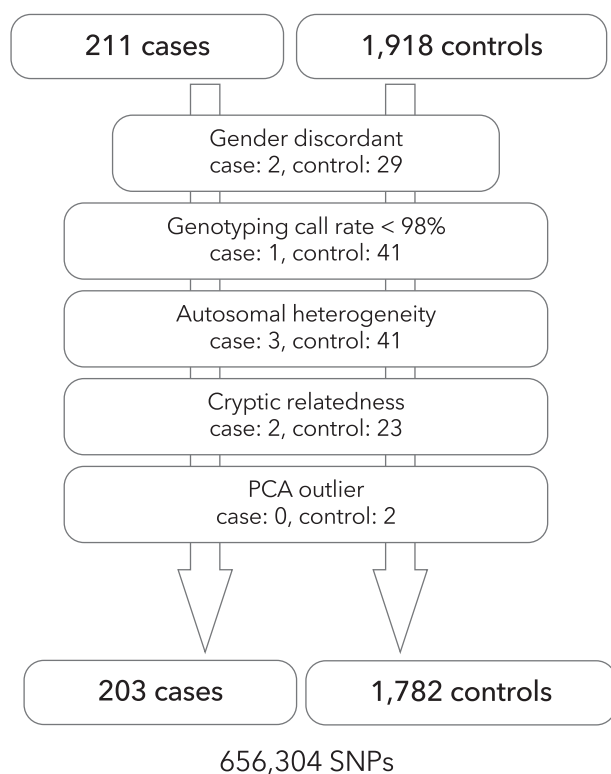 211 cases
1,918 controls
Gender discordant
case: 2, control: 29
Genotyping call rate < 98%
case: 1, control: 41
Autosomal heterogeneity
case: 3, control: 41
Cryptic relatedness
case: 2, control: 23
PCA outlier
case: 0, control: 2
203 cases
1,782 controls
656,304 SNPs